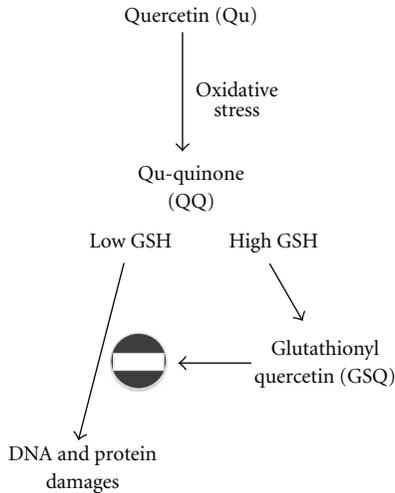 Quercetin (Qu)
Oxidative
stress
Qu-quinone
(QQ)
Low GSH
High GSH
Glutathionyl
quercetin (GSQ)
DNA and protein
damages